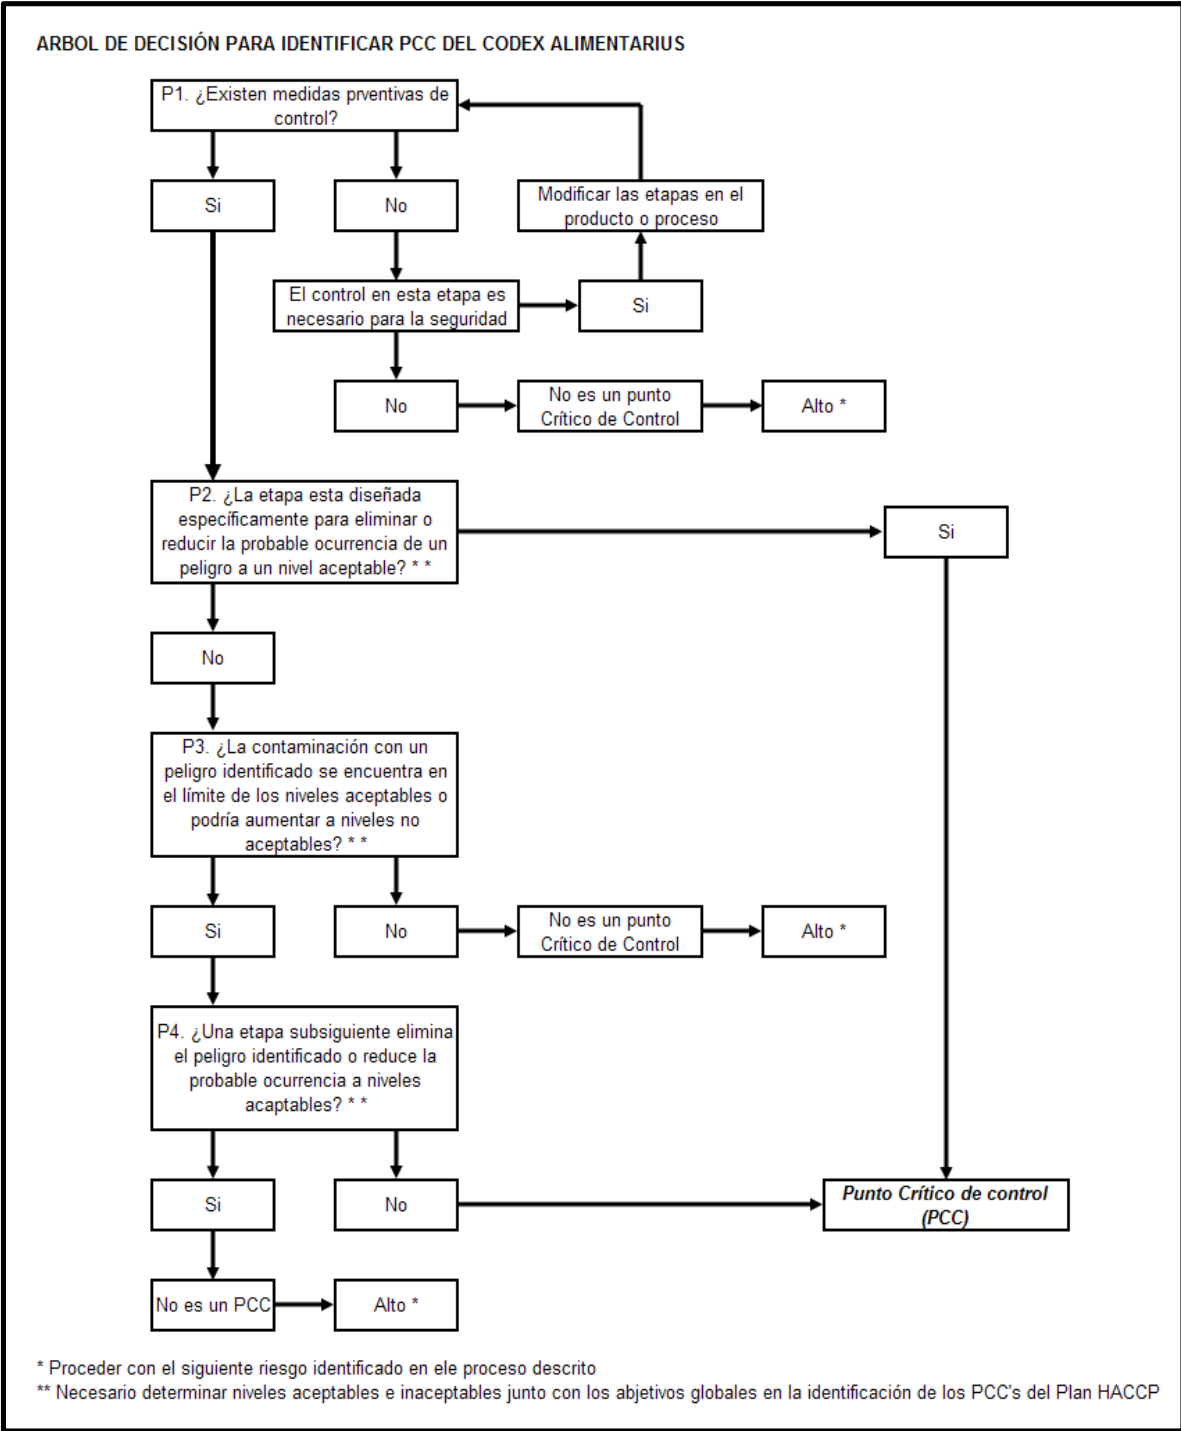 ARBOL DE DECISIÓN PARA IDENTIFICAR PCC DEL CODEX ALIMENTARIUS
P1. ¿Existen medidas prventivas de
control?
Si
No
Modificar las etapas en el
producto o proceso
El control en esta etapa es
necesario para la seguridad
Si
No
No es un punto
Crítico de Control
Alto *
P2. ¿La etapa esta diseñada
específicamente para eliminar o
reducir la probable ocurrencia de un
peligro a un nivel aceptable? * *
Si
No
P3. ¿La contaminación con un
peligro identificado se encuentra en
el límite de los niveles aceptables o
podría aumentar a niveles no
aceptables? * *
Si
No
No es un punto
Crítico de Control
Alto *
P4. ¿Una etapa subsiguiente elimina
el peligro identificado o reduce la
probable ocurrencia a niveles
acaptables? * *
Si
No
Punto Crítico de control
(PCC)
No es un PCC
Alto *
* Proceder con el siguiente riesgo identificado en ele proceso descrito
** Necesario determinar niveles aceptables e inaceptables junto con los abjetivos globales en la identificación de los PCC's del Plan HACCP